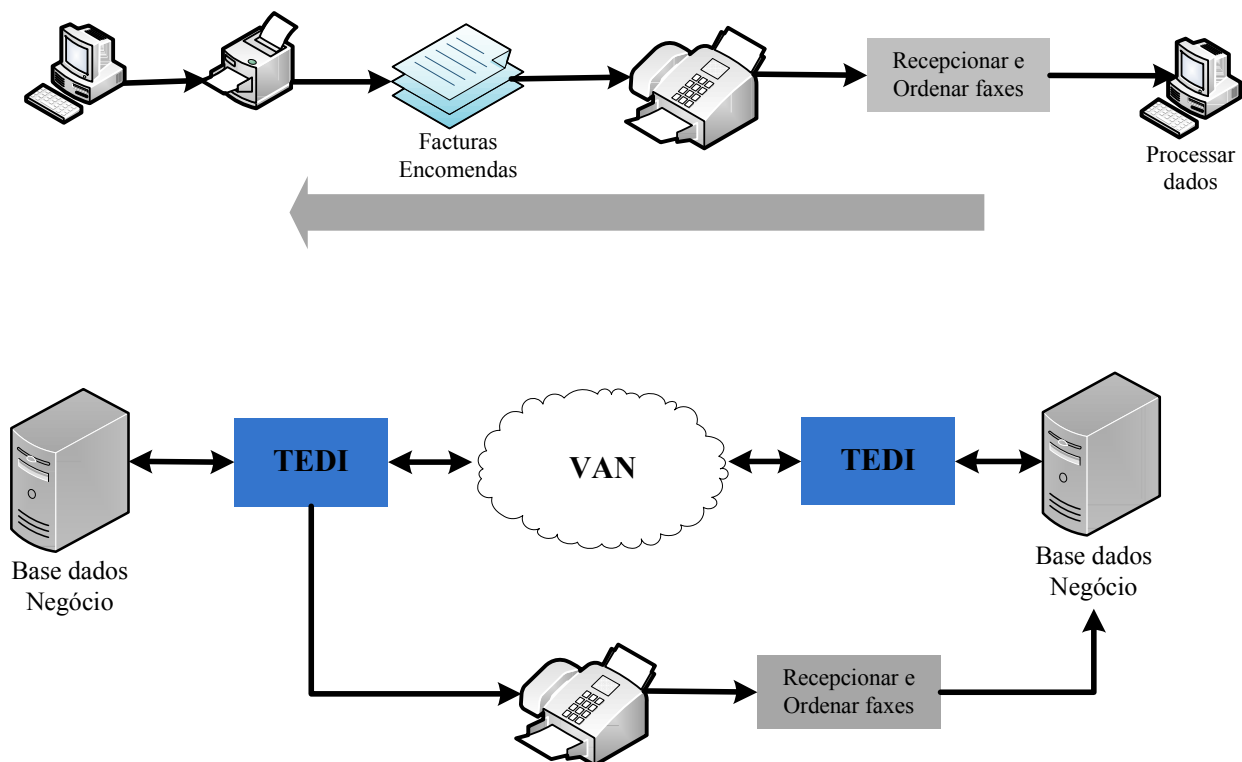 Recepcionar e
Ordenar faxes
Facturas
Encomendas
Processar
dados
TEDI
VAN
TEDI
Base dados
Negócio
Base dados
Negócio
Recepcionar e
Ordenar faxes